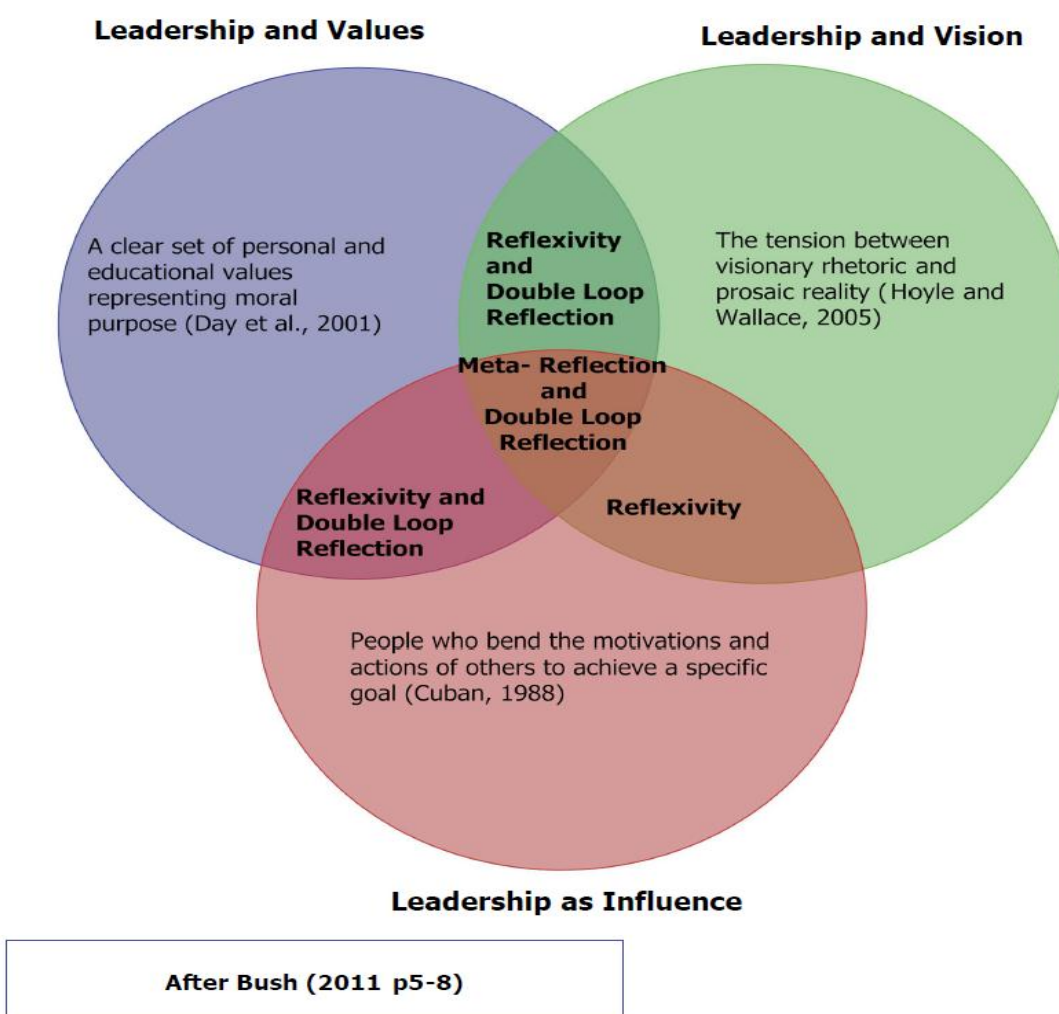 Leadership and Values
Leadership and Vision
A clear set of personal and
educational values
representing moral
purpose (Day et al., 2001)
Reflexivity
and
Double Loop
Reflection
The tension between
visionary rhetoric and
prosaic reality (Hoyle and
Wallace, 2005)
Meta- Reflection
and
Double Loop
Reflection
Reflexivity and
Double Loop
Reflection
Reflexivity
People who bend the motivations and
actions of others to achieve a specific
goal (Cuban, 1988)
Leadership as Influence
After Bush (2011 p5-8)